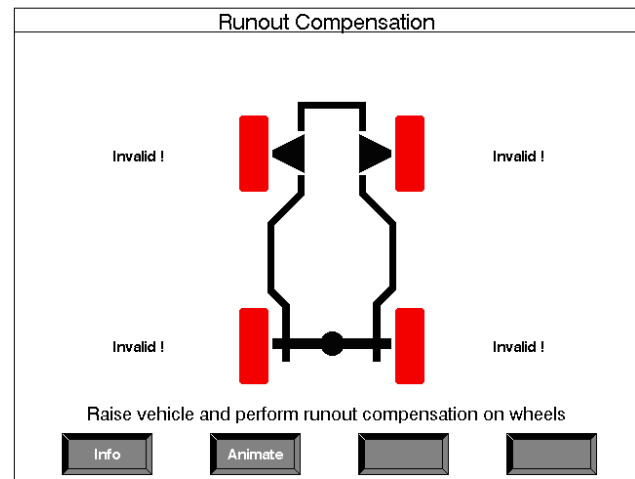 Runout Compensation
Invalid !
Invalid !
Invalid !
Invalid !
Raise vehicle and perform runout compensation on wheels
Info
Animate